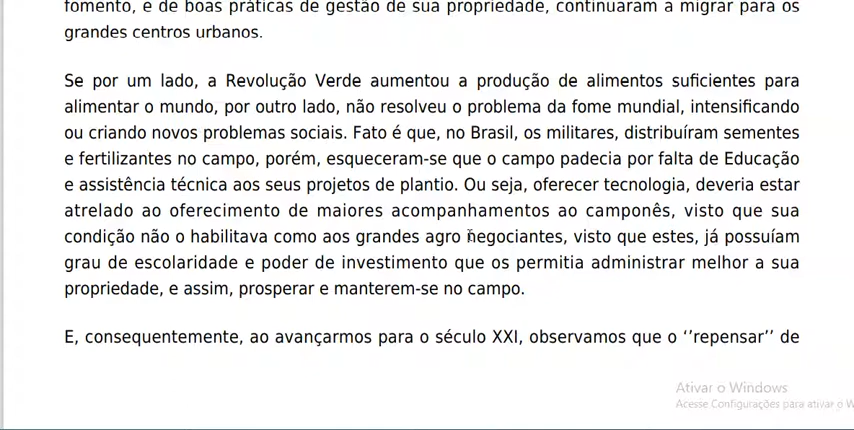 fomento, e de boas práticas de gestão de sua propriedade, continuaram a migrar para os
grandes centros urbanos.
Se por um lado, a Revolução Verde aumentou a produção de alimentos suficientes para
alimentar o mundo, por outro lado, não resolveu o problema da fome mundial, intensificando
ou criando novos problemas sociais. Fato é que, no Brasil, os militares, distribuíram sementes
e fertilizantes no campo, porém, esqueceram-se que o campo padecia por falta de Educação
e assistência técnica aos seus projetos de plantio. Ou seja, oferecer tecnologia, deveria estar
atrelado ao oferecimento de maiores acompanhamentos ao camponês, visto que sua
condição não o habilitava como aos grandes agro negociantes, visto que estes, já possuíam
grau de escolaridade e poder de investimento que os permitia administrar melhor a sua
propriedade, e assim, prosperar e manterem-se no campo.
E, consequentemente, ao avançarmos para o século XXI, observamos que o ‘’repensar’’ de
Ativar o Windows
Acesse Configurações para ativar o W